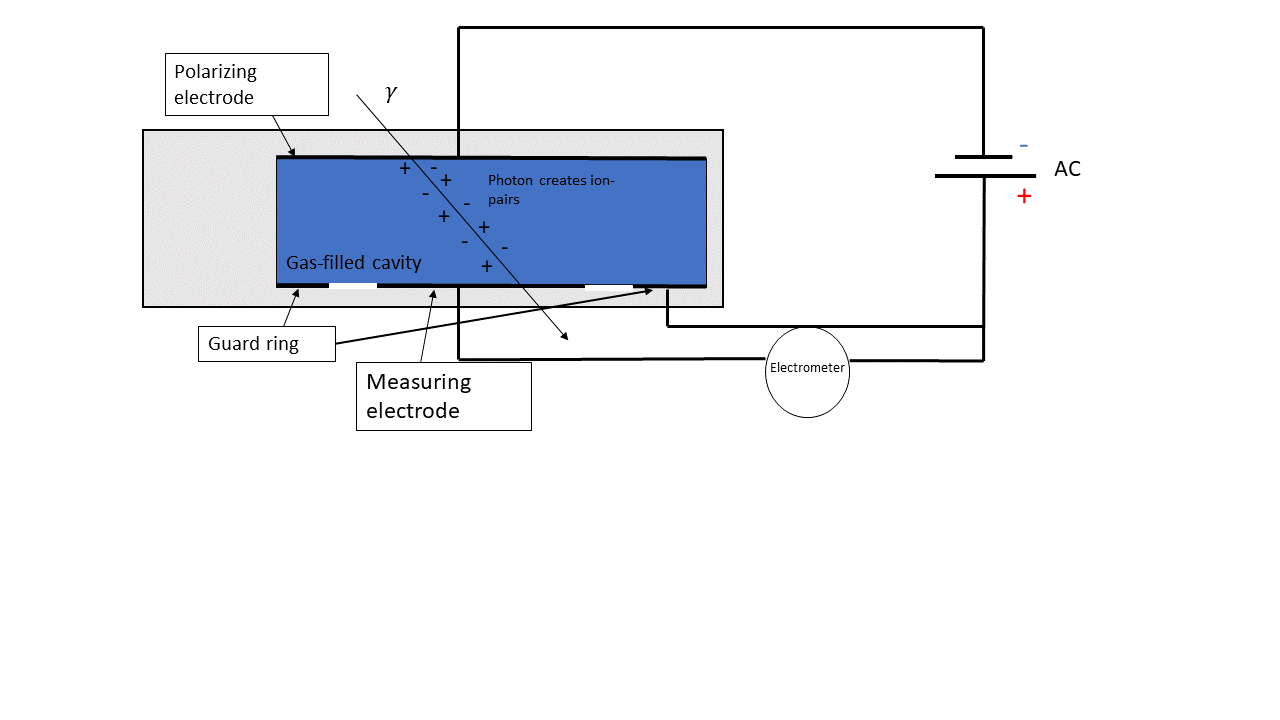 Polarizing
electrode
γ
-
AC
+
+ -
+
-
-
+
+
-
-
+
Photon creates ion-
pairs
Gas-filled cavity
Guard ring
Measuring
electrode
Electrometer